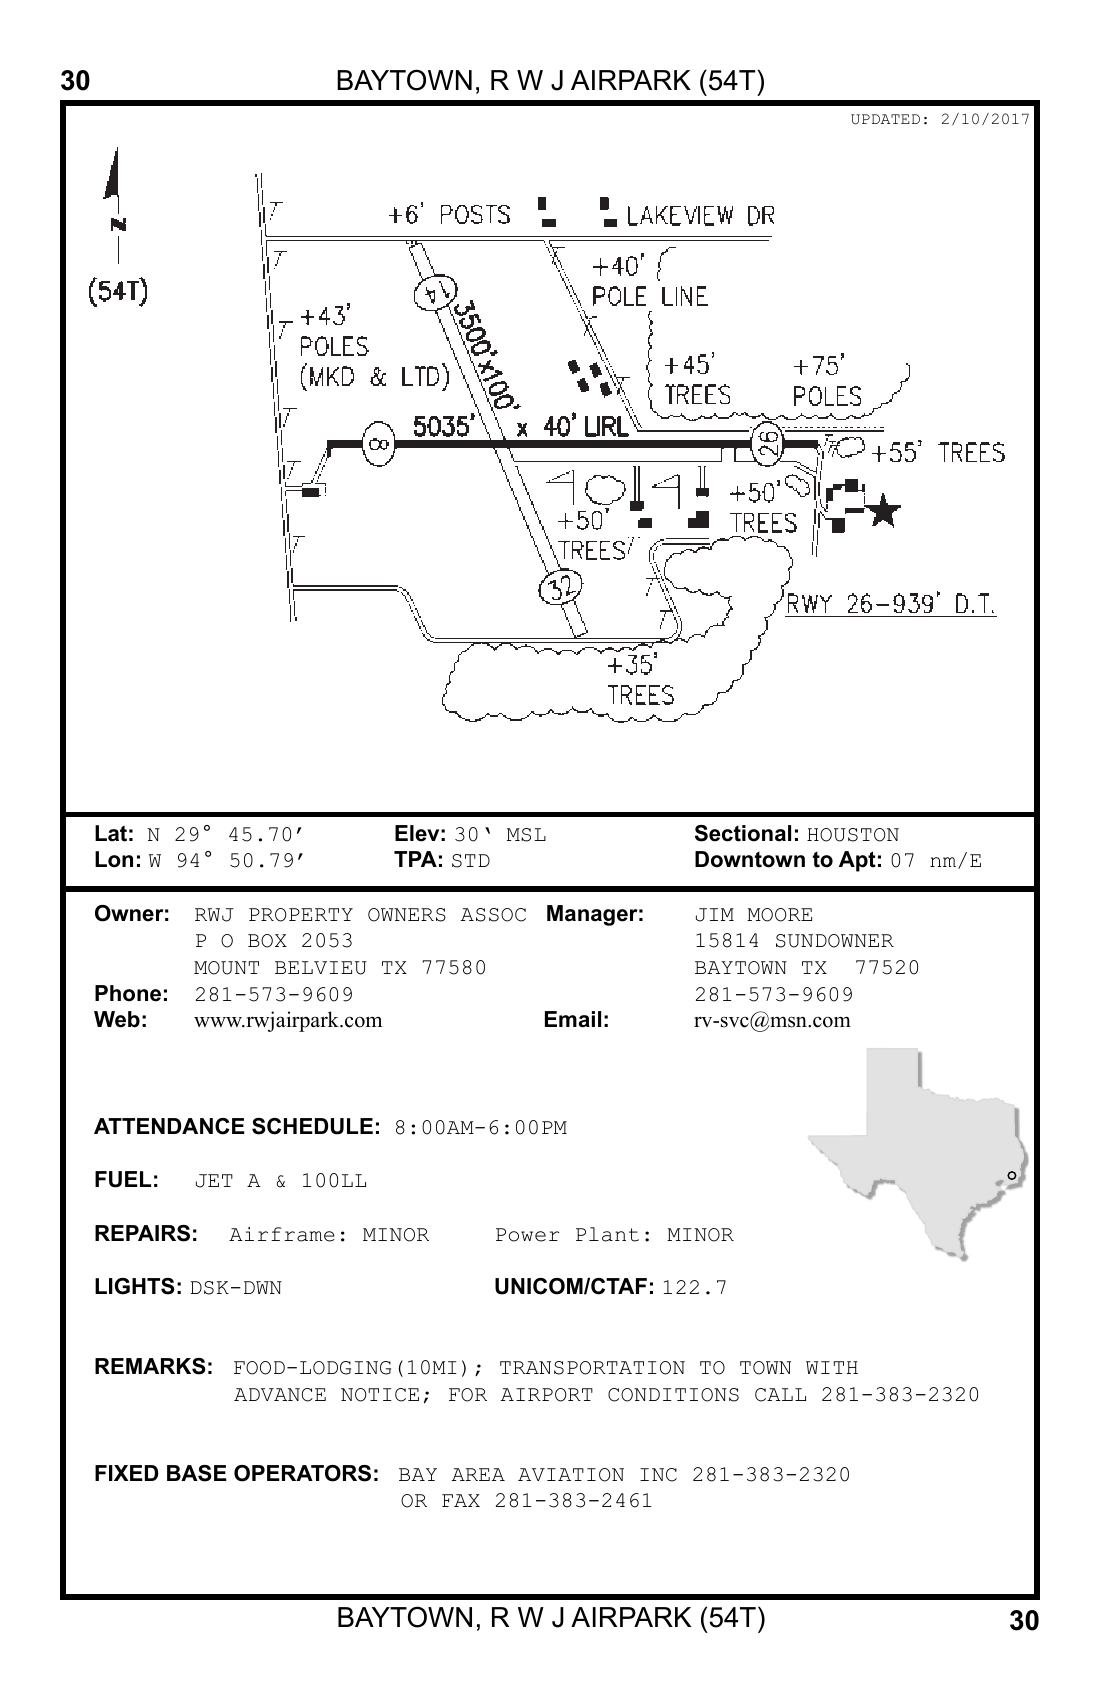 30 BAYTOWN, R W J AIRPARK (54T)
UPDATED: 2/10/2017
N
(54T)
+6' POSTS
LAKEVIEW DR
+40'
POLE LINE
14
3500'x100'
+43'
POLES
(MKD & LTD)
+45'
TREES
+75'
POLES
5035' x 40' LIRL
8
26
+55' TREES
+50'
TREES
+50'
TREES
32
RWY 26-939' D.T.
+35'
TREES
Lat: N 29° 45.70’ Elev: 30‘ MSL Sectional: HOUSTON
Lon: W 94° 50.79’ TPA: STD Downtown to Apt: 07 nm/E
Owner: RWJ PROPERTY OWNERS ASSOC Manager: JIM MOORE
P O BOX 2053 15814 SUNDOWNER
MOUNT BELVIEU TX 77580 BAYTOWN TX 77520
Phone: 281-573-9609 281-573-9609
Web: www.rwjairpark.com Email: rv-svc@msn.com
ATTENDANCE SCHEDULE: 8:00AM-6:00PM
FUEL: JET A & 100LL
REPAIRS: Airframe: MINOR Power Plant: MINOR
LIGHTS: DSK-DWN UNICOM/CTAF: 122.7
REMARKS: FOOD-LODGING(10MI); TRANSPORTATION TO TOWN WITH
ADVANCE NOTICE; FOR AIRPORT CONDITIONS CALL 281-383-2320
FIXED BASE OPERATORS: BAY AREA AVIATION INC 281-383-2320
OR FAX 281-383-2461
BAYTOWN, R W J AIRPARK (54T) 30